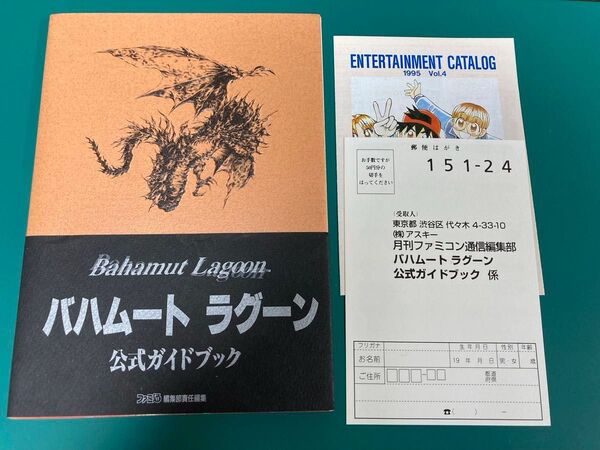 Bahamut Lagoon
バハムート ラグーン
公式ガイドブック
ファミ通 編集部責任編集
ENTERTAINMENT CATALOG
1995 Vol.4
郵便はがき
お手数ですが
50円分の
切手を
はってください
151-24
(受取人)
東京都 渋谷区 代々木 4-33-10
(株)アスキー
月刊ファミコン通信編集部
バハムート ラグーン
公式ガイドブック 係
フリガナ 生年月日 性別 年齢
お名前 19 年 月 日 男・女 歳
ご住所 都道府県
☎( ) -